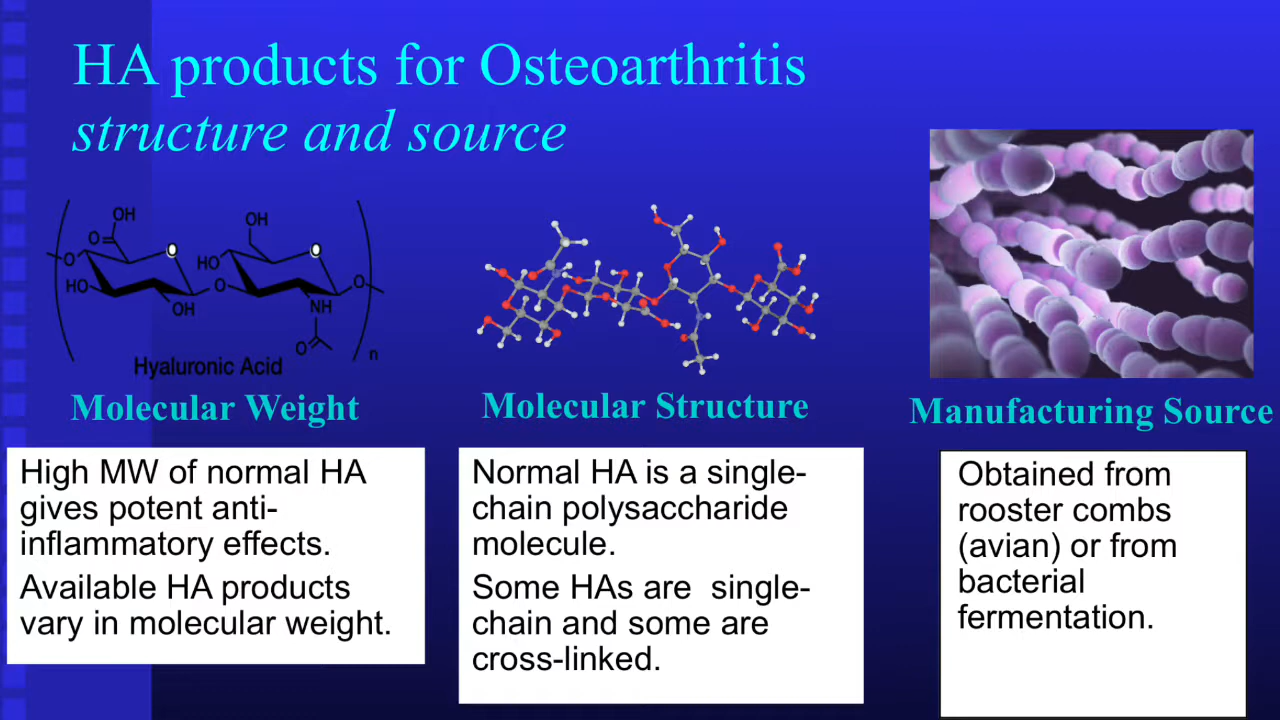 HA products for Osteoarthritis
structure and source
OH
O
O
OH
O
O
HO
HO
O
O
HO
OH
NH
O
n
Hyaluronic Acid
Molecular Weight
High MW of normal HA
gives potent anti-
inflammatory effects.
Available HA products
vary in molecular weight.
Molecular Structure
Normal HA is a single-
chain polysaccharide
molecule.
Some HAs are single-
chain and some are
cross-linked.
Manufacturing Source
Obtained from
rooster combs
(avian) or from
bacterial
fermentation.